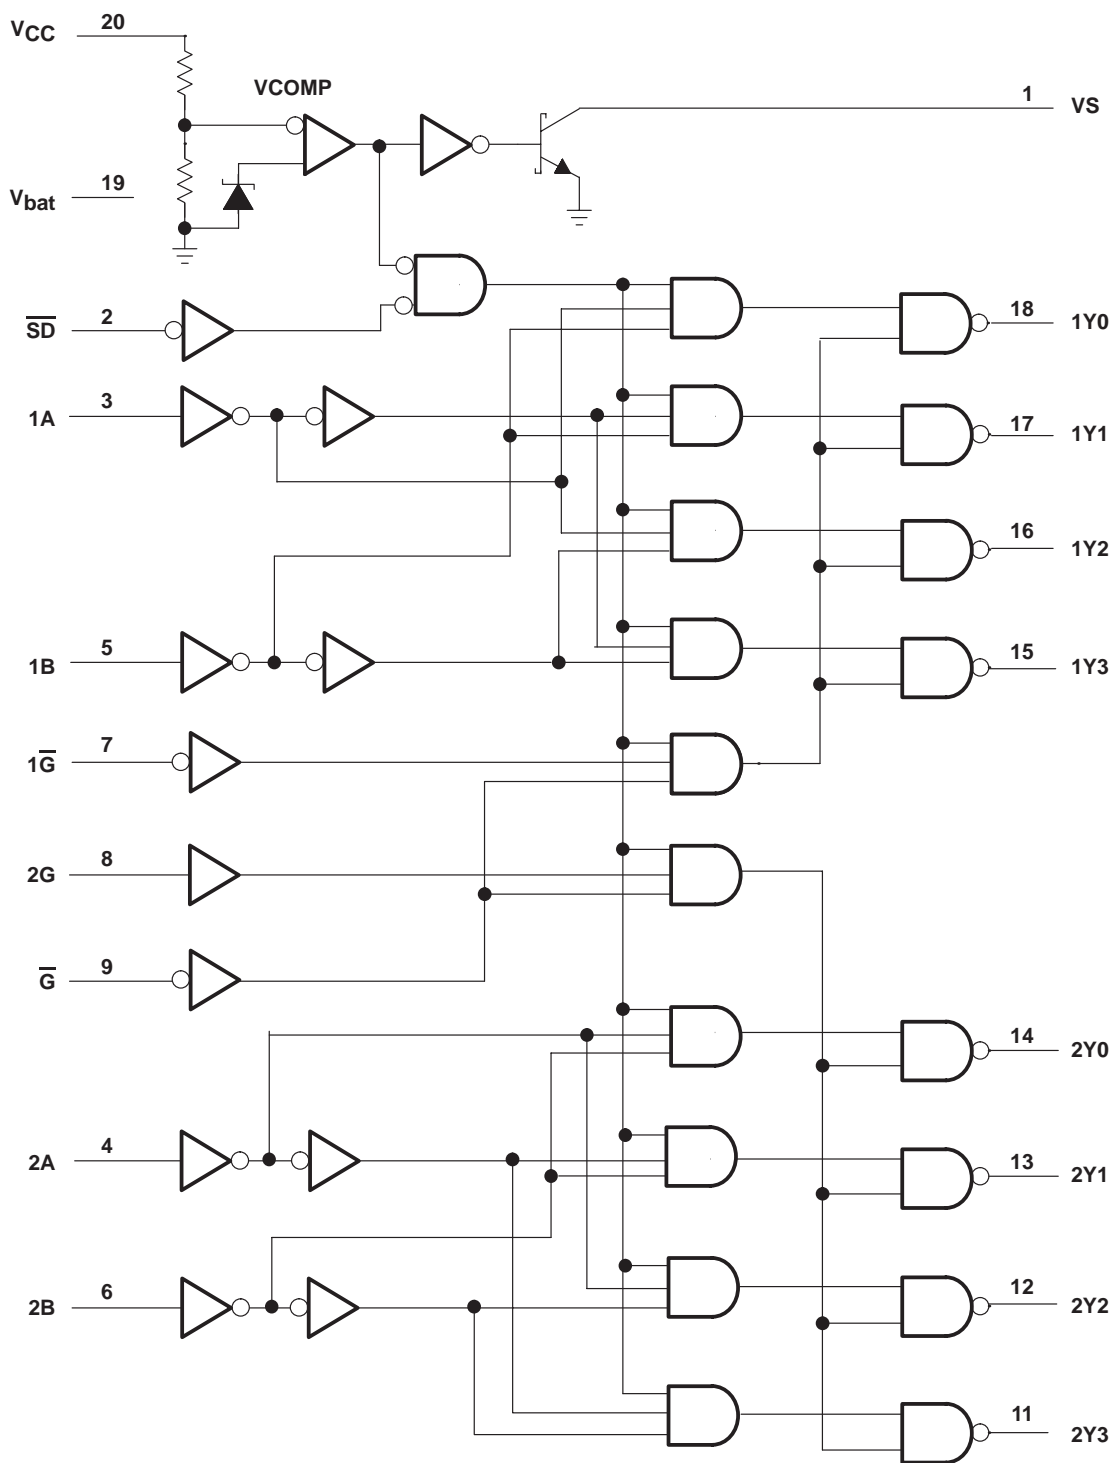 VCC 20
VCOMP
1 VS
Vbat 19
S̅D̅ 2
18 1Y0
1A 3
17 1Y1
16 1Y2
1B 5
15 1Y3
1G̅ 7
2G 8
G̅ 9
14 2Y0
2A 4
13 2Y1
2B 6
12 2Y2
11 2Y3